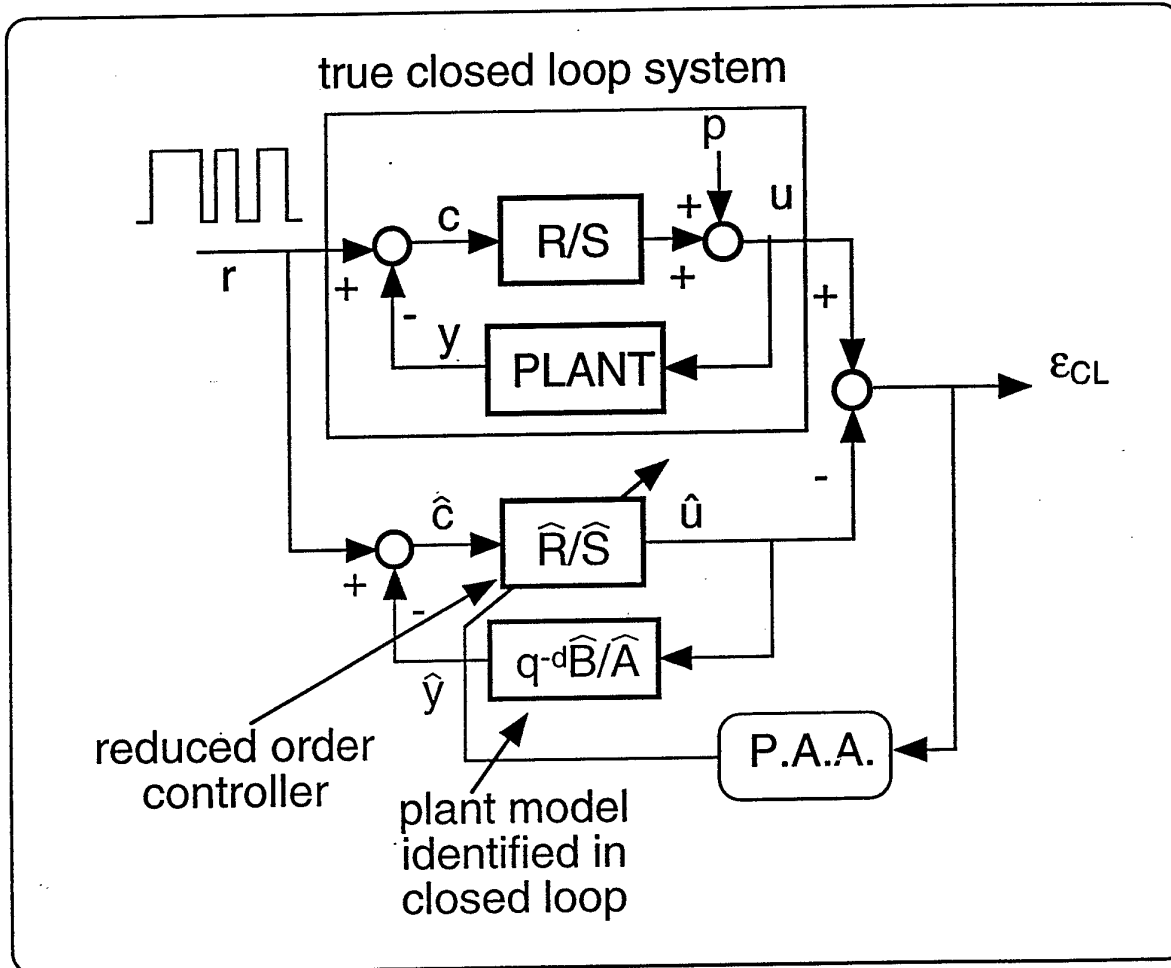 true closed loop system
p
c
R/S
+
u
r
+
+
+
-
y
PLANT
εCL
-
ĉ
R̂/Ŝ
û
+
-
q-dB̂/Â
ŷ
reduced order
controller
P.A.A.
plant model
identified in
closed loop